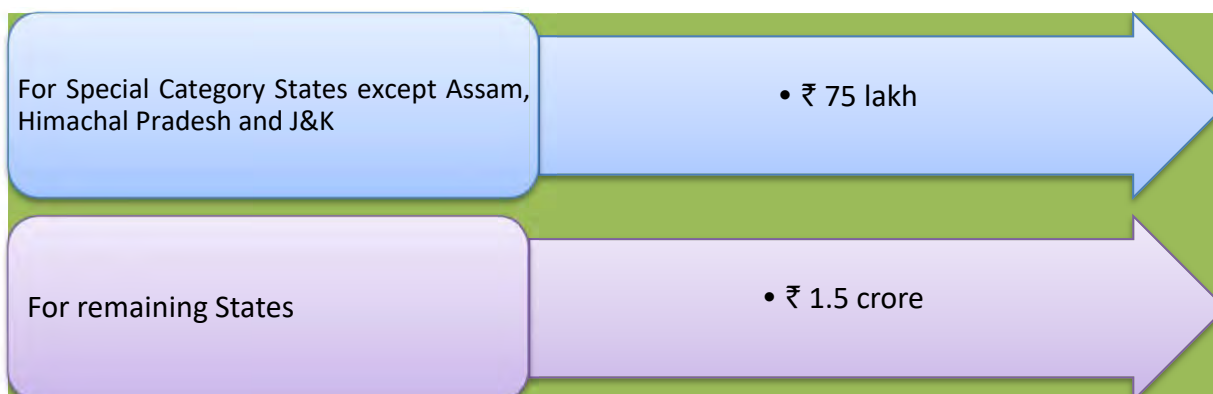 For Special Category States except Assam,
Himachal Pradesh and J&K
• ₹ 75 lakh
For remaining States
• ₹ 1.5 crore